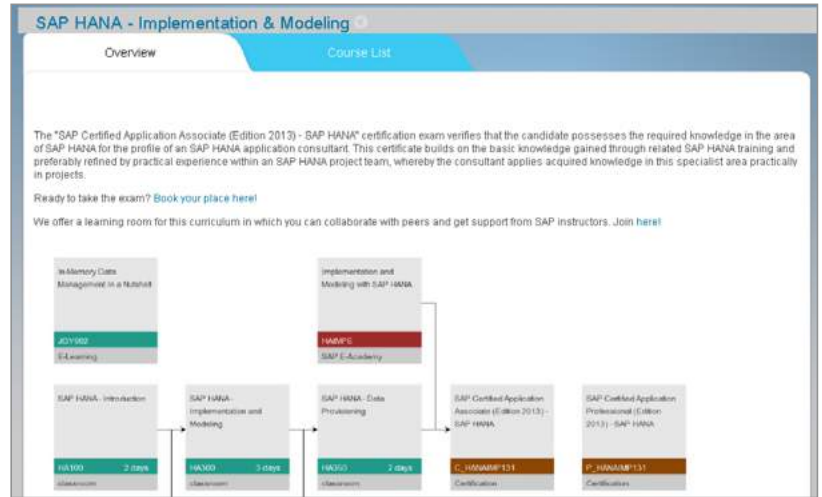 SAP HANA - Implementation & Modeling
Overview
Course List
The "SAP Certified Application Associate (Edition 2013) - SAP HANA" certification exam verifies that the candidate possesses the required knowledge in the area
of SAP HANA for the profile of an SAP HANA application consultant. This certificate builds on the basic knowledge gained through related SAP HANA training and
preferably refined by practical experience within an SAP HANA project team, whereby the consultant applies acquired knowledge in this specialist area practically
in projects.
Ready to take the exam? Book your place here!
We offer a learning room for this curriculum in which you can collaborate with peers and get support from SAP instructors. Join here!
In-Memory Data
Management in a Nutshell
E-Learning
Implementation and
Modeling with SAP HANA
HAIMPE
SAP E-Academy
SAP HANA - Introduction
HA100 2 days
classroom
SAP HANA -
Implementation and
Modeling
HA300 3 days
classroom
SAP HANA - Data
Provisioning
HA350 2 days
classroom
SAP Certified Application
Associate (Edition 2013) -
SAP HANA
C_HANAIMP131
Certification
SAP Certified Application
Professional (Edition
2013) - SAP HANA
P_HANAIMP131
Certification